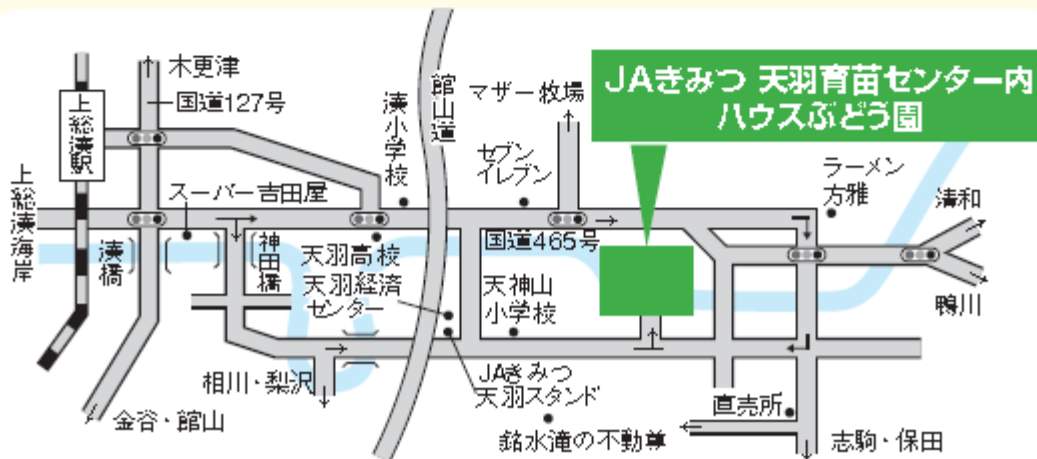 木更津
国道127号
上総湊駅
上総湊海岸
スーパー吉田屋
湊橋
神田橋
金谷・館山
相川・梨沢
湊小学校
館山道
天羽高校
天羽経済
センター
JAきみつ
天羽スタンド
マザー牧場
セブン
イレブン
国道465号
天神山
小学校
銘水滝の不動尊
JAきみつ 天羽育苗センター内
ハウスぶどう園
ラーメン
方雅
清和
鴨川
直売所
志駒・保田